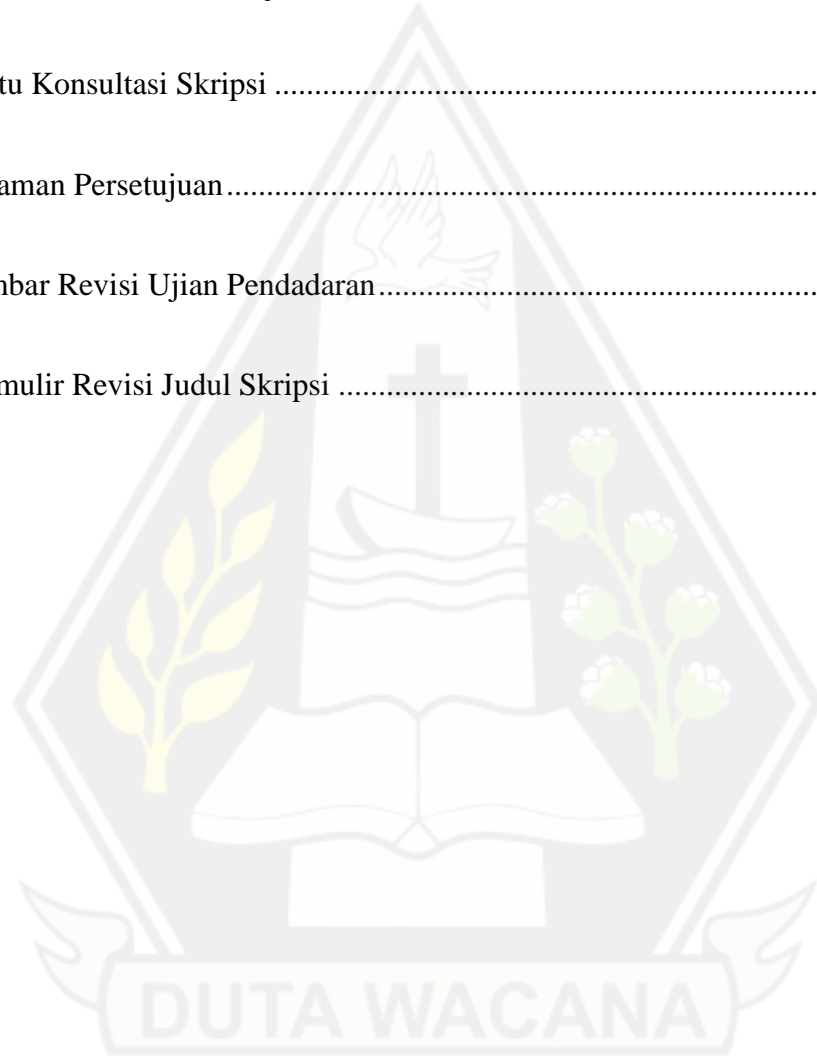 tu Konsultasi Skripsi ....................................................................
aman Persetujuan..........................................................................
nbar Revisi Ujian Pendadaran.......................................................
mulir Revisi Judul Skripsi ............................................................
DUTA WACANA